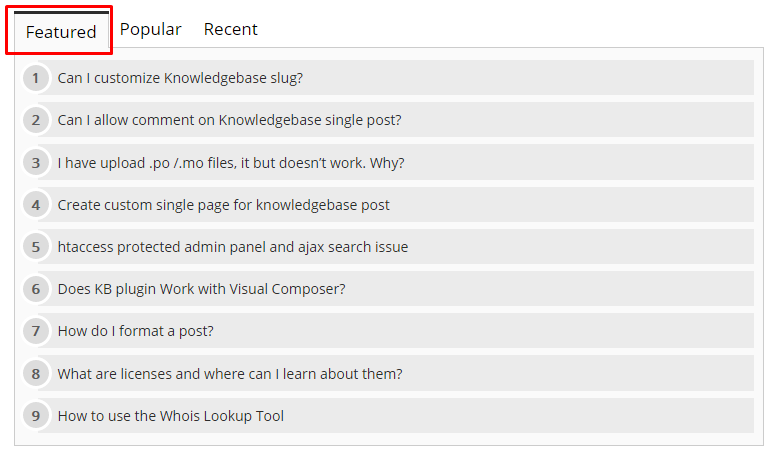 Featured Popular Recent
1 Can I customize Knowledgebase slug?
2 Can I allow comment on Knowledgebase single post?
3 I have upload .po /.mo files, it but doesn’t work. Why?
4 Create custom single page for knowledgebase post
5 htaccess protected admin panel and ajax search issue
6 Does KB plugin Work with Visual Composer?
7 How do I format a post?
8 What are licenses and where can I learn about them?
9 How to use the Whois Lookup Tool